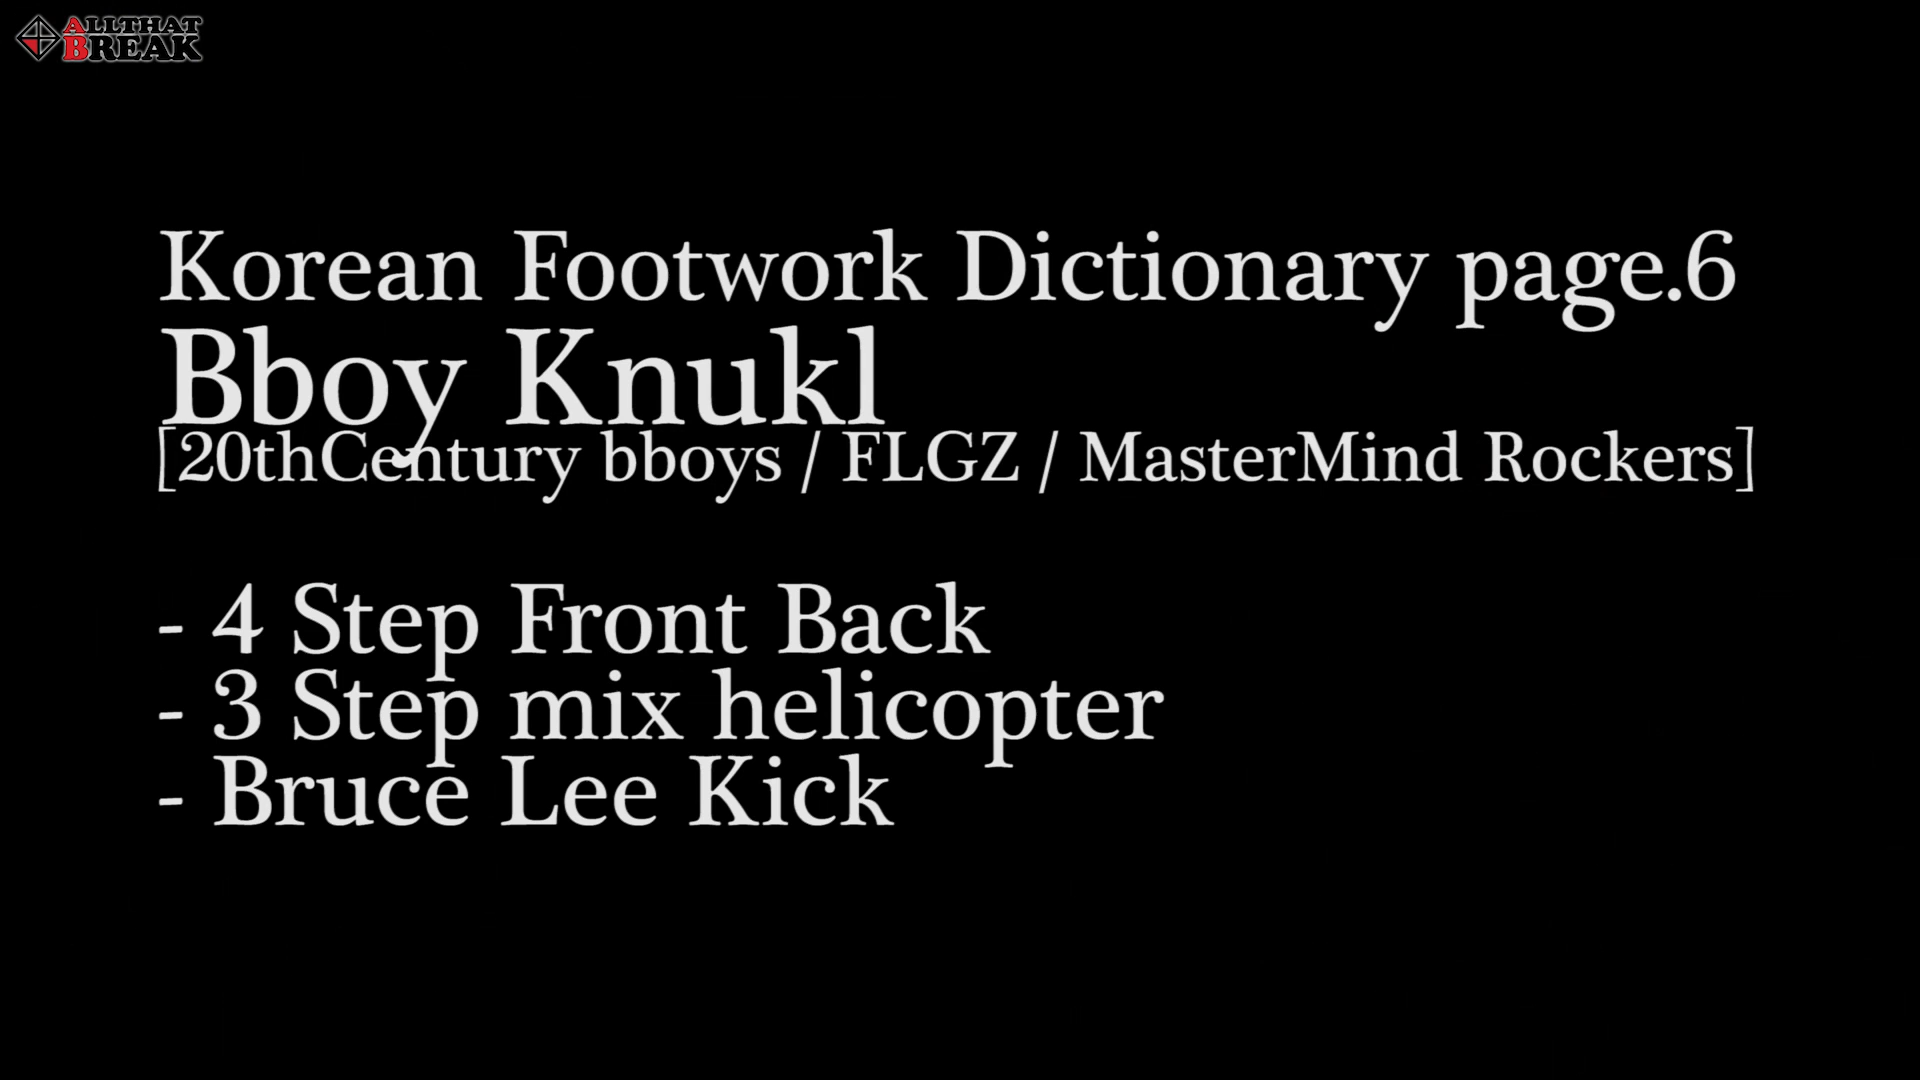 ALLTHAT
BREAK
Korean Footwork Dictionary page.6
Bboy Knukl
[20thCentury bboys / FLGZ / MasterMind Rockers]
- 4 Step Front Back
- 3 Step mix helicopter
- Bruce Lee Kick